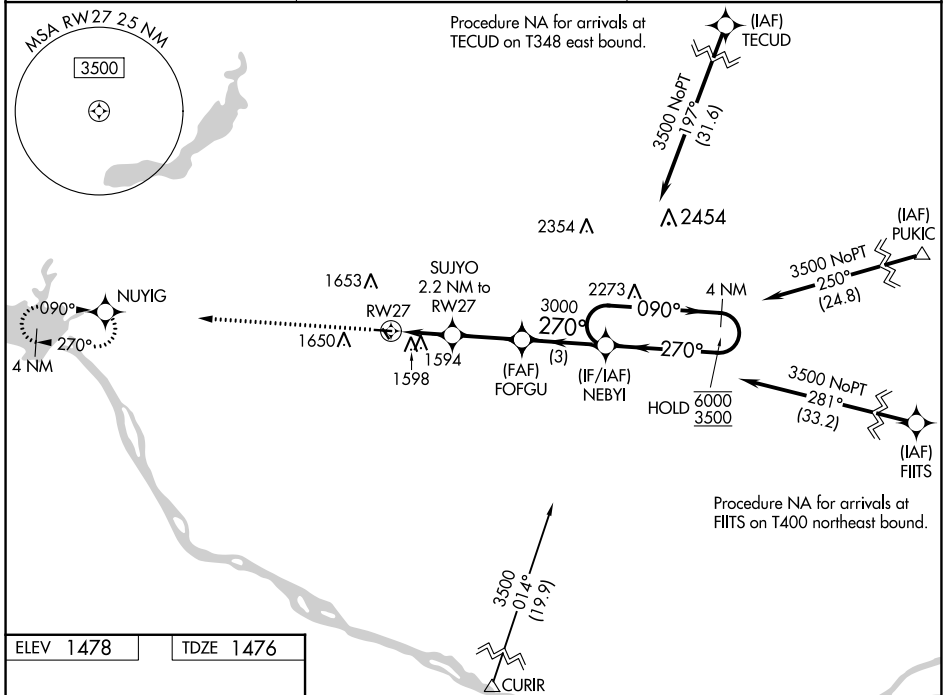 MSA RW27 25 NM
3500
Procedure NA for arrivals at
TECUD on T348 east bound.
(IAF)
TECUD
3500 NoPT
197°
(31.6)
2354
2454
(IAF)
PUKIC
3500 NoPT
250°
(24.8)
NUYIG
090°
270°
4 NM
1653
SUJYO
2.2 NM to
RW27
RW27
1650
1594
1598
3000
270°
(3)
2273
090°
4 NM
270°
(FAF)
FOFGU
(IF/IAF)
NEBYI
HOLD
6000
3500
3500 NoPT
281°
(33.2)
(IAF)
FIITS
Procedure NA for arrivals at
FIITS on T400 northeast bound.
3500
014°
(19.9)
CURIR
ELEV 1478
TDZE 1476